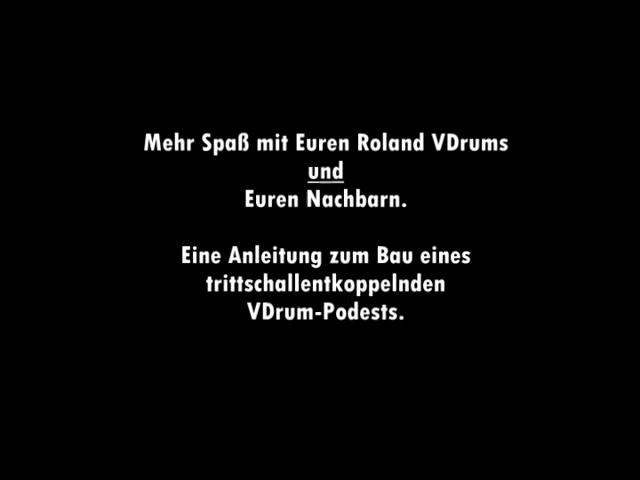 Mehr Spaß mit Euren Roland VDrums
und
Euren Nachbarn.
Eine Anleitung zum Bau eines
trittschallentkoppelnden
VDrum-Podests.